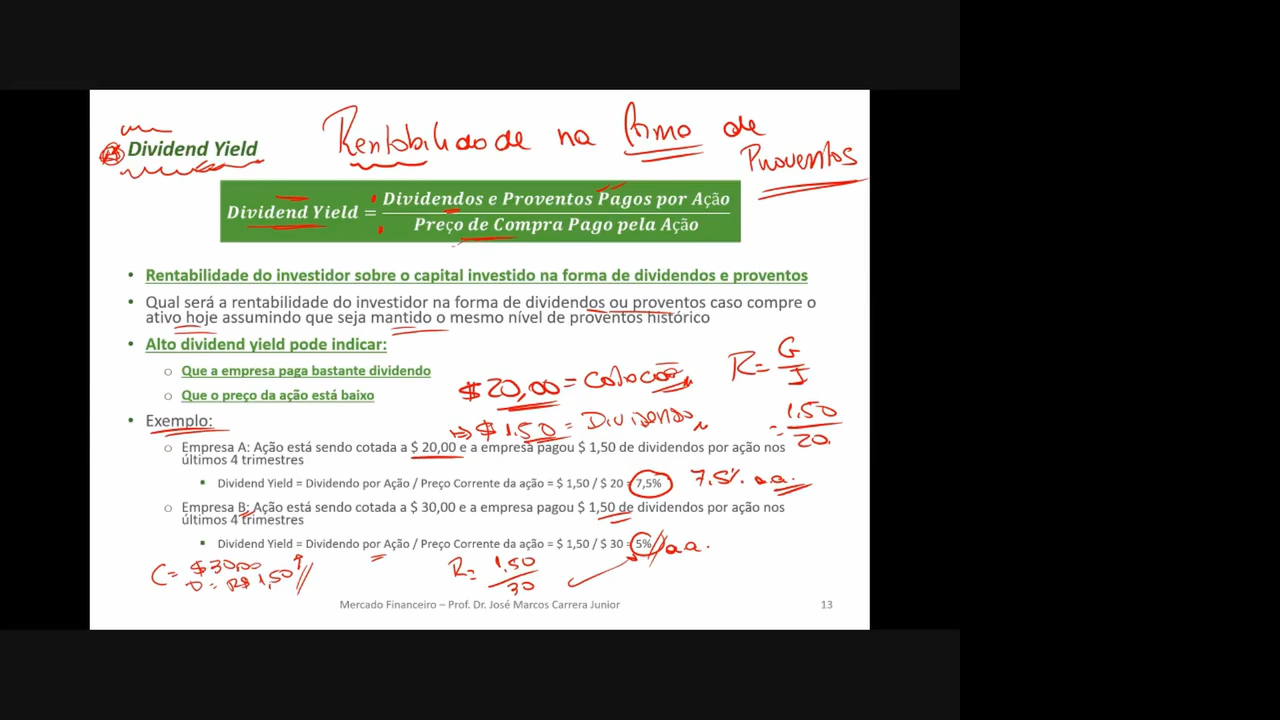 Rentabilidade na forma de
Proventos
Dividend Yield
Dividend Yield = Dividendos e Proventos Pagos por Ação
Preço de Compra Pago pela Ação
• Rentabilidade do investidor sobre o capital investido na forma de dividendos e proventos
• Qual será a rentabilidade do investidor na forma de dividendos ou proventos caso compre o
ativo hoje assumindo que seja mantido o mesmo nível de proventos histórico
• Alto dividend yield pode indicar:
o Que a empresa paga bastante dividendo
o Que o preço da ação está baixo
$20,00 = cotação
R = G
I
$1.50 = Dividendo
= 1.50
20
• Exemplo:
o Empresa A: Ação está sendo cotada a $ 20,00 e a empresa pagou $ 1,50 de dividendos por ação nos
últimos 4 trimestres
▪ Dividend Yield = Dividendo por Ação / Preço Corrente da ação = $ 1,50 / $ 20 = 7,5%
7.5% a.a.
o Empresa B: Ação está sendo cotada a $ 30,00 e a empresa pagou $ 1,50 de dividendos por ação nos
últimos 4 trimestres
▪ Dividend Yield = Dividendo por Ação / Preço Corrente da ação = $ 1,50 / $ 30 = 5%
a.a.
C = $30,00
D = R$ 1,50
R = 1,50
30
Mercado Financeiro – Prof. Dr. José Marcos Carrera Junior
13